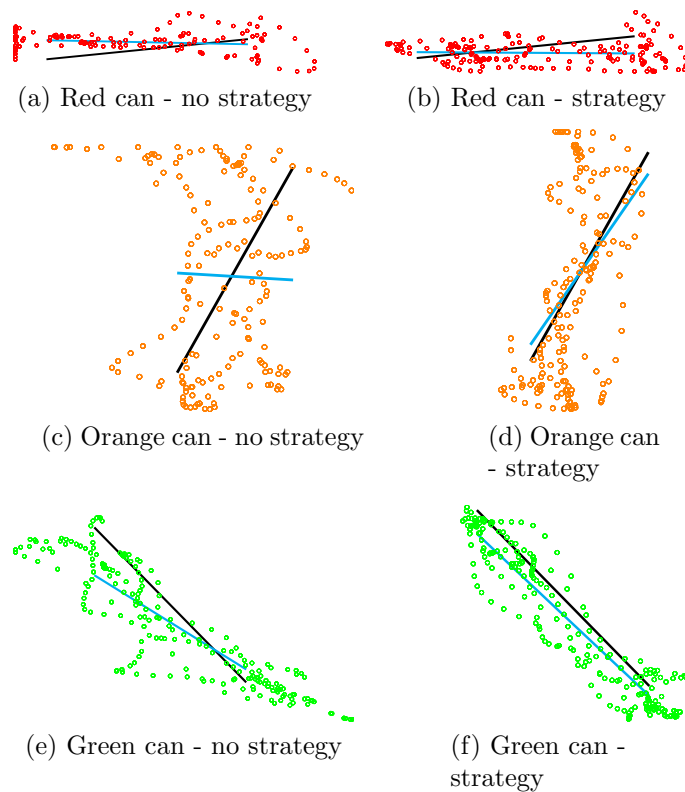 (a) Red can - no strategy
(b) Red can - strategy
(c) Orange can - no strategy
(d) Orange can
- strategy
(e) Green can - no strategy
(f) Green can -
strategy